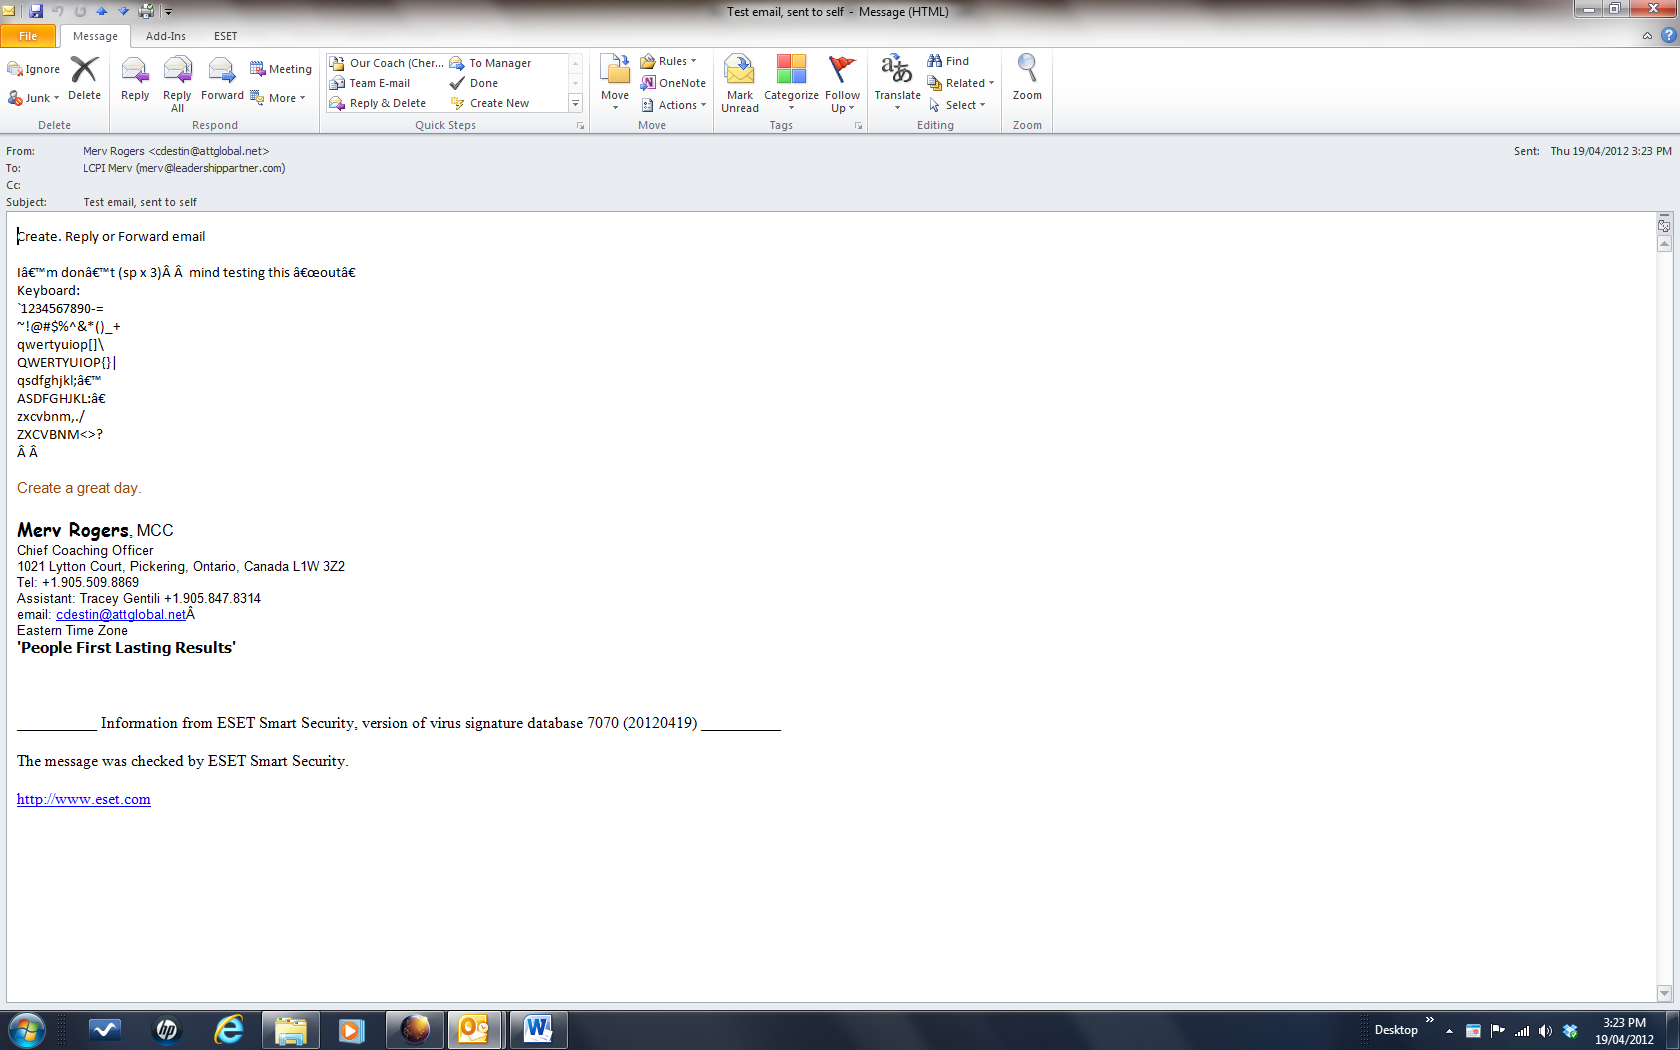 Test email, sent to self - Message (HTML)
File Message Add-Ins ESET
Ignore
Junk
Delete
Delete
Reply
Reply All
Forward
Meeting
More
Respond
Our Coach (Cher...
Team E-mail
Reply & Delete
To Manager
Done
Create New
Quick Steps
Move
Rules
OneNote
Actions
Move
Mark Unread
Categorize
Follow Up
Tags
Translate
Find
Related
Select
Editing
Zoom
Zoom
From: Merv Rogers <cdestin@attglobal.net>
Sent: Thu 19/04/2012 3:23 PM
To: LCPI Merv (merv@leadershippartner.com)
Cc:
Subject: Test email, sent to self
Create. Reply or Forward email
Iâ€™m donâ€™t (sp x 3)Â Â  mind testing this â€œoutâ€
Keyboard:
`1234567890-=
~!@#$%^&*()_+
qwertyuiop[]\
QWERTYUIOP{}|
qsdfghjkl;â€™
ASDFGHJKL:â€
zxcvbnm,./
ZXCVBNM<>?
Â Â
Create a great day.
Merv Rogers, MCC
Chief Coaching Officer
1021 Lytton Court, Pickering, Ontario, Canada L1W 3Z2
Tel: +1.905.509.8869
Assistant: Tracey Gentili +1.905.847.8314
email: cdestin@attglobal.netÂ
Eastern Time Zone
'People First Lasting Results'
__________ Information from ESET Smart Security, version of virus signature database 7070 (20120419) __________
The message was checked by ESET Smart Security.
http://www.eset.com
Desktop
3:23 PM
19/04/2012